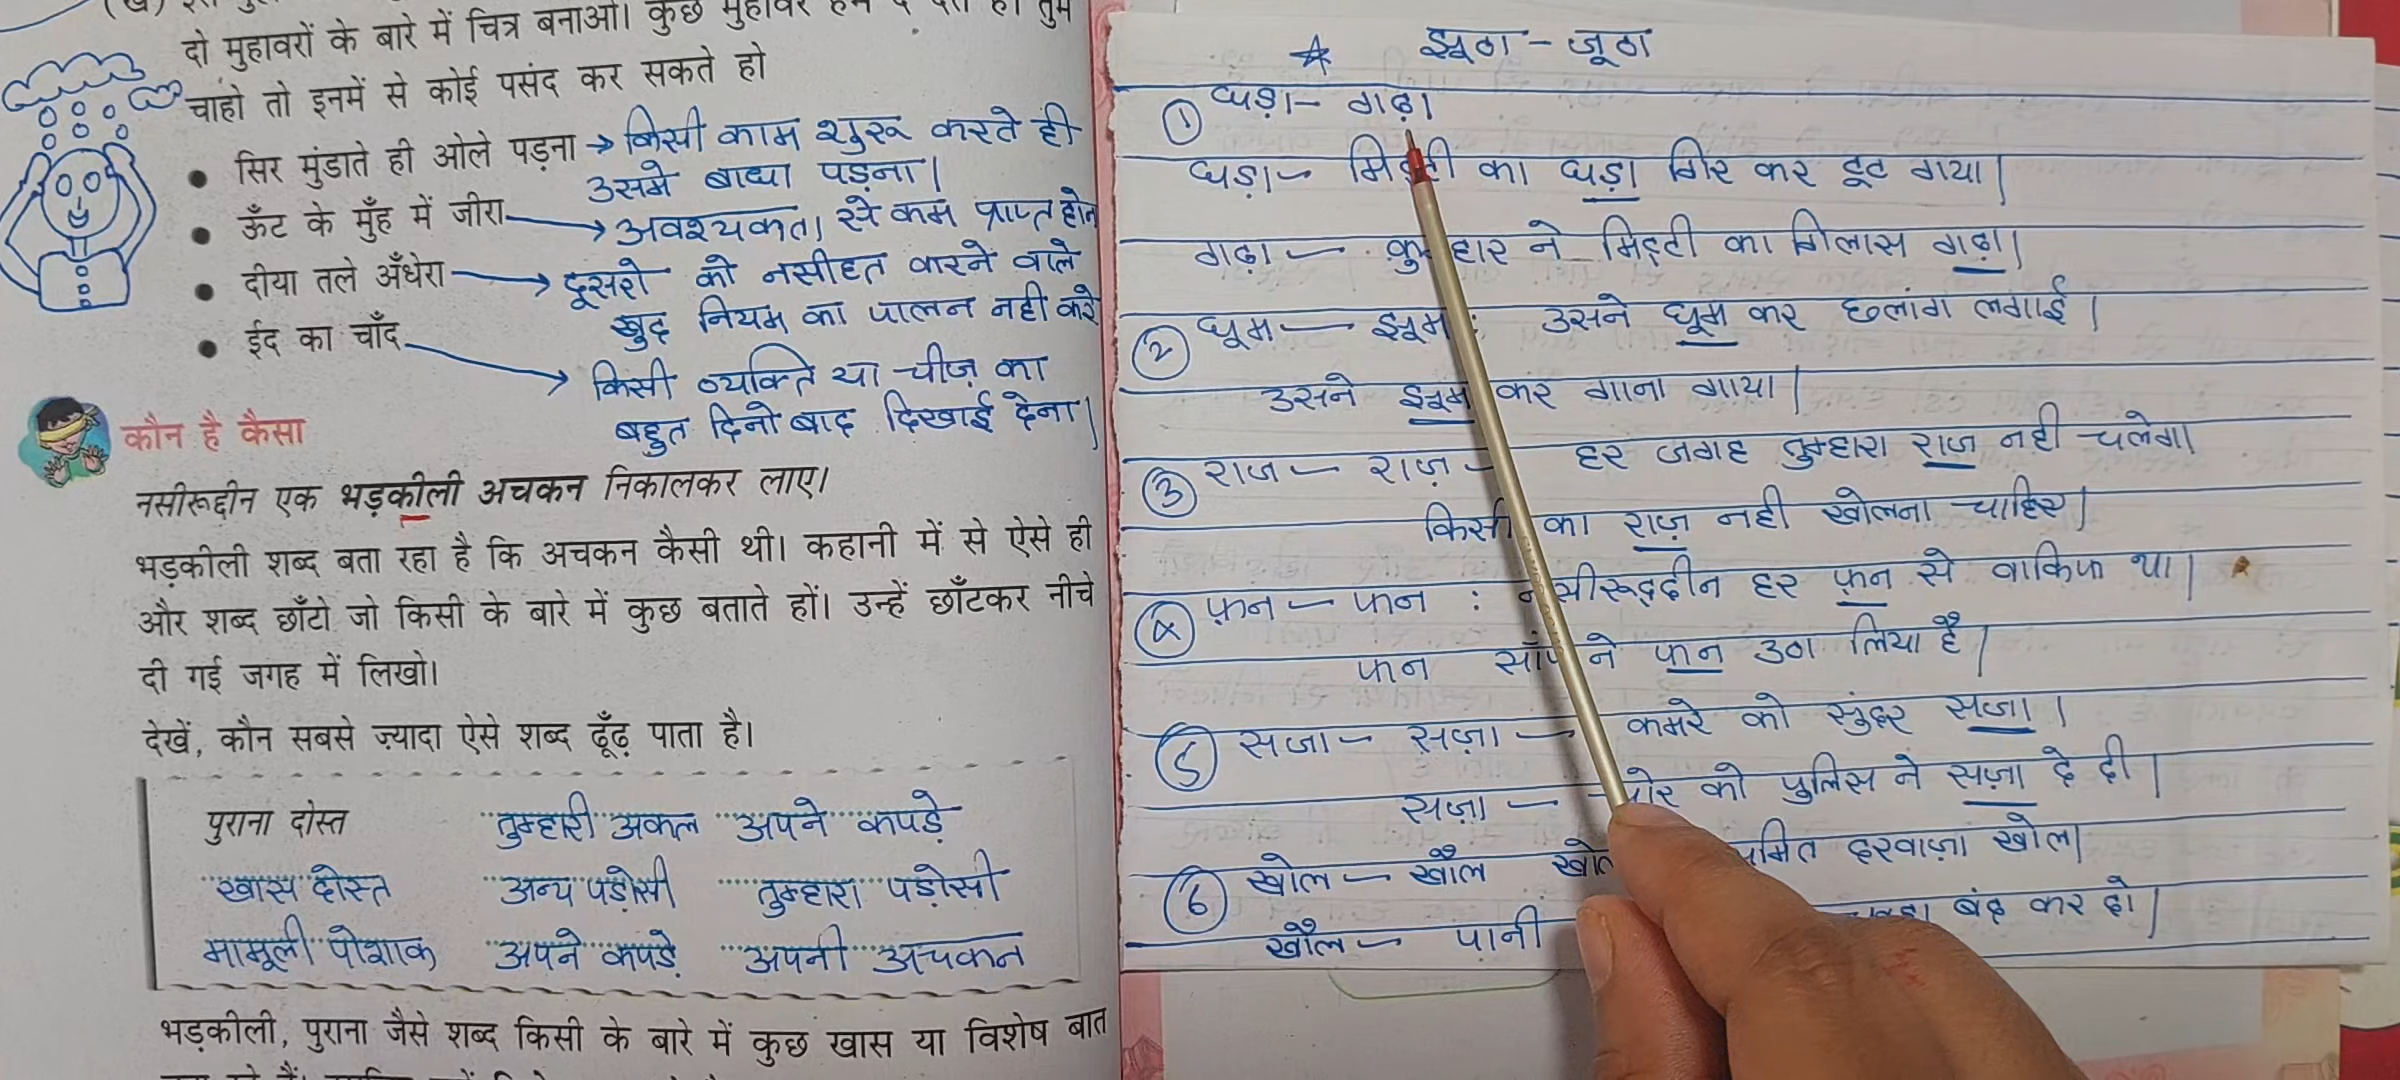 दो मुहावरों के बारे में चित्र बनाओ। कुछ मुहावरे हम दे देते हैं। तुम
चाहो तो इनमें से कोई पसंद कर सकते हो
सिर मुंडाते ही ओले पड़ना → किसी काम शुरू करते ही
उसमे बाधा पड़ना।
ऊँट के मुँह में जीरा → अवश्यकता से कम प्राप्त होन
दीया तले अँधेरा → दूसरो को नसीहत करने वाले
खुद नियम का पालन नही करे
ईद का चाँद → किसी व्यक्ति या चीज़ का
बहुत दिनो बाद दिखाई देना।
कौन है कैसा
नसीरूद्दीन एक भड़कीली अचकन निकालकर लाए।
भड़कीली शब्द बता रहा है कि अचकन कैसी थी। कहानी में से ऐसे ही
और शब्द छाँटो जो किसी के बारे में कुछ बताते हों। उन्हें छाँटकर नीचे
दी गई जगह में लिखो।
देखें, कौन सबसे ज़्यादा ऐसे शब्द ढूँढ़ पाता है।
पुराना दोस्त तुम्हारी अकल अपने कपड़े
खास दोस्त अन्य पड़ोसी तुम्हारा पड़ोसी
मामूली पोशाक अपने कपड़े अपनी अचकन
भड़कीली, पुराना जैसे शब्द किसी के बारे में कुछ खास या विशेष बात
झूठा - जूठा
① घड़ा - गढ़ा
घड़ा - मिट्टी का घड़ा गिर कर टूट गया।
गढ़ा - कुम्हार ने मिट्टी का गिलास गढ़ा।
② घूम - झूम : उसने घूम कर छलांग लगाई।
उसने झूम कर गाना गाया।
③ राज - राज़ - हर जगह तुम्हारा राज नही चलेगा।
किसी का राज़ नही खोलना चाहिए।
④ फ़न - फन : नसीरूद्दीन हर फ़न से वाकिफ था।
फन साँप ने फन उठा लिया है।
⑤ सजा - सज़ा - कमरे को सुंदर सजा।
सज़ा - चोर को पुलिस ने सज़ा दे दी।
⑥ खोल - खौल खोल दरवाज़ा खोल।
खौल - पानी बंद कर दो।